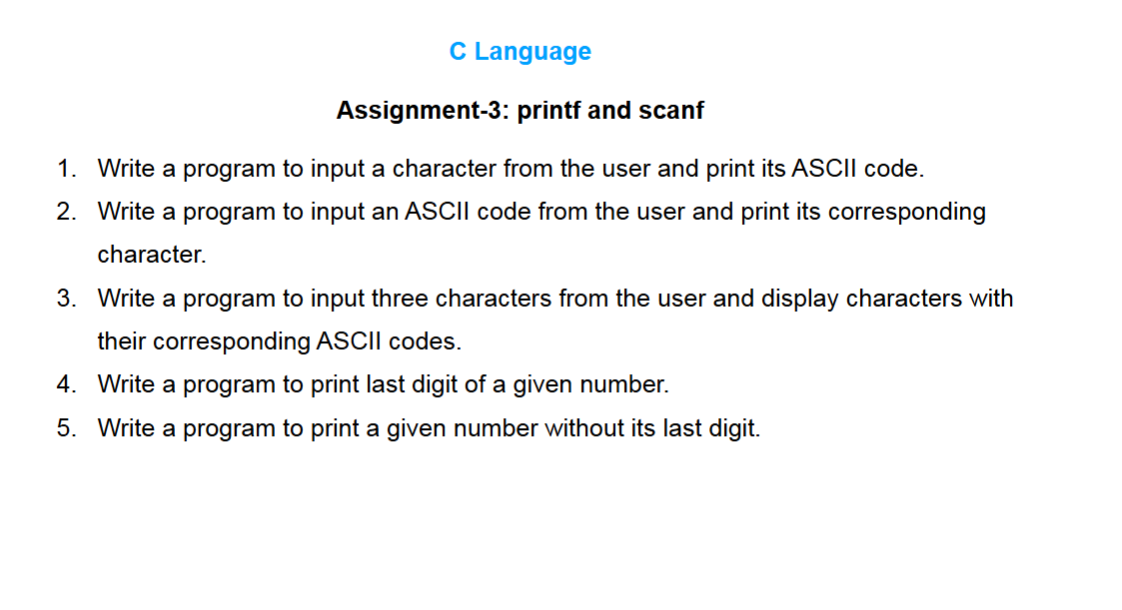 C Language
Assignment-3: printf and scanf
1. Write a program to input a character from the user and print its ASCII code.
2. Write a program to input an ASCII code from the user and print its corresponding
character.
3. Write a program to input three characters from the user and display characters with
their corresponding ASCII codes.
4. Write a program to print last digit of a given number.
5. Write a program to print a given number without its last digit.